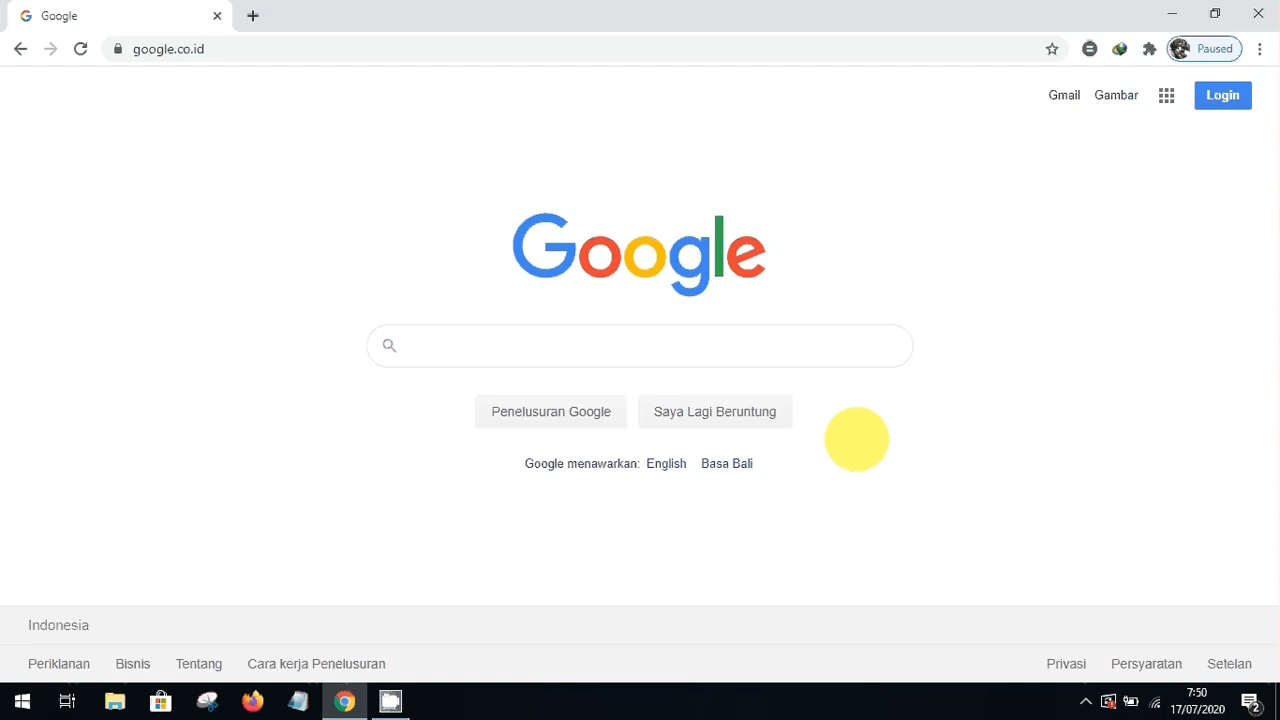 Google
google.co.id
Paused
Gmail Gambar Login
Google
Penelusuran Google Saya Lagi Beruntung
Google menawarkan: English Basa Bali
Indonesia
Periklanan Bisnis Tentang Cara kerja Penelusuran Privasi Persyaratan Setelan
7:50
17/07/2020
2